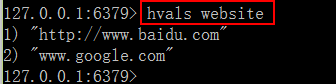 127.0.0.1:6379> hvals website
1) "http://www.baidu.com"
2) "www.google.com"
127.0.0.1:6379>